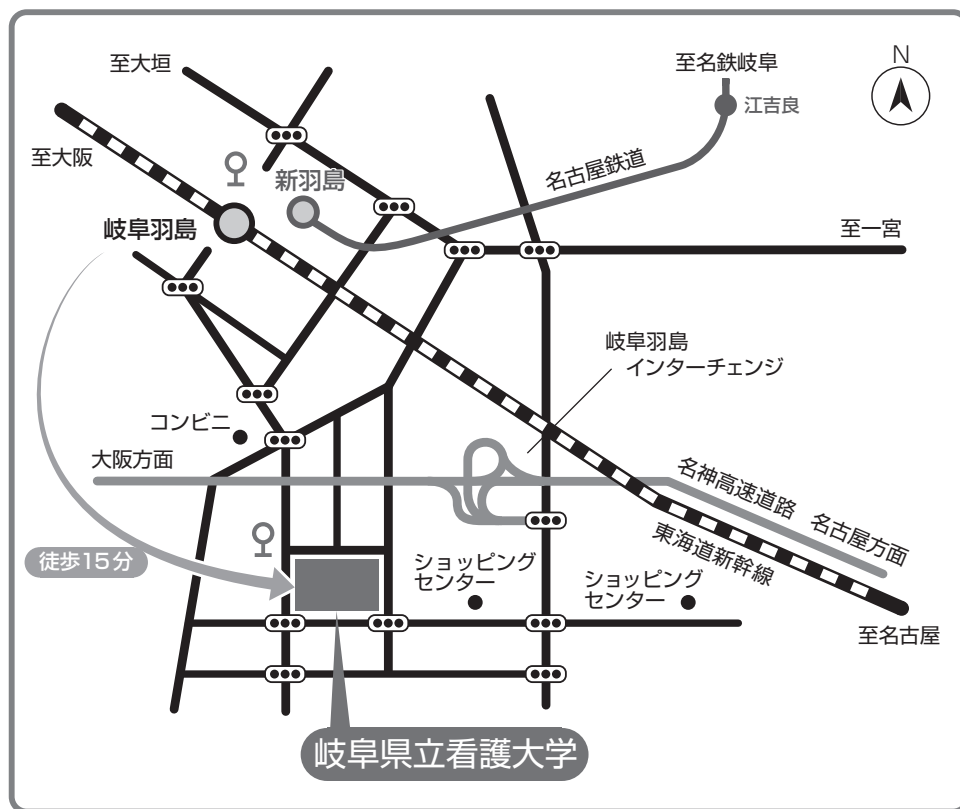 至大垣
至名鉄岐阜
N
江吉良
至大阪
新羽島
名古屋鉄道
岐阜羽島
至一宮
岐阜羽島
インターチェンジ
コンビニ
大阪方面
名神高速道路
名古屋方面
東海道新幹線
徒歩15分
ショッピング
センター
ショッピング
センター
至名古屋
岐阜県立看護大学